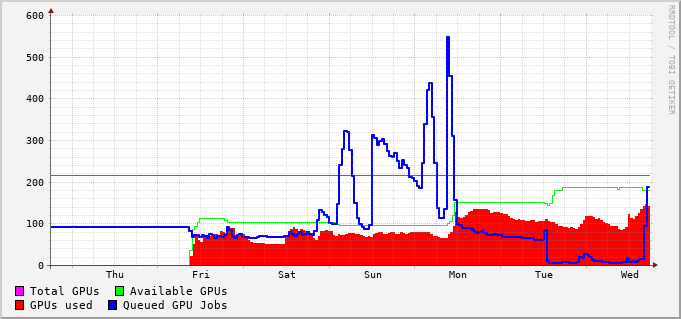 600
500
400
300
200
100
0
Thu Fri Sat Sun Mon Tue Wed
Total GPUs Available GPUs
GPUs used Queued GPU Jobs
RRDTOOL / TOBI OETIKER